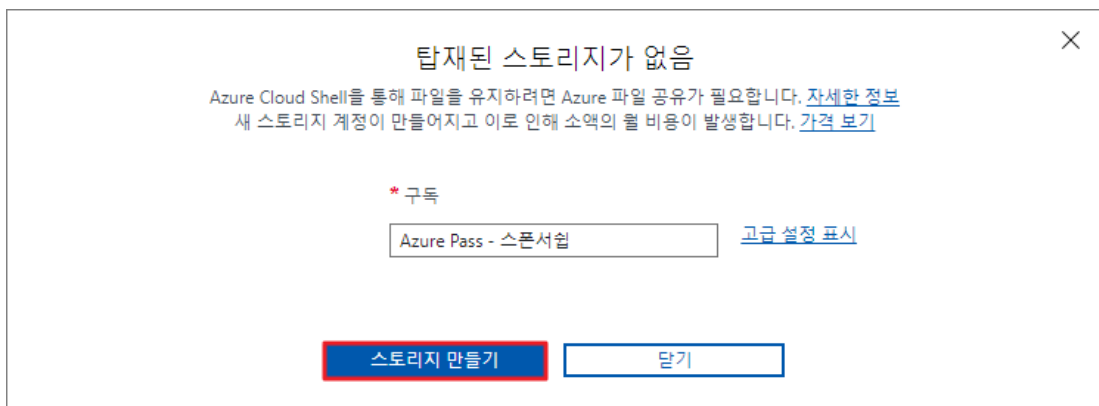 탑재된 스토리지가 없음
Azure Cloud Shell을 통해 파일을 유지하려면 Azure 파일 공유가 필요합니다. 자세한 정보
새 스토리지 계정이 만들어지고 이로 인해 소액의 월 비용이 발생합니다. 가격 보기
* 구독
Azure Pass - 스폰서쉽 고급 설정 표시
스토리지 만들기 닫기